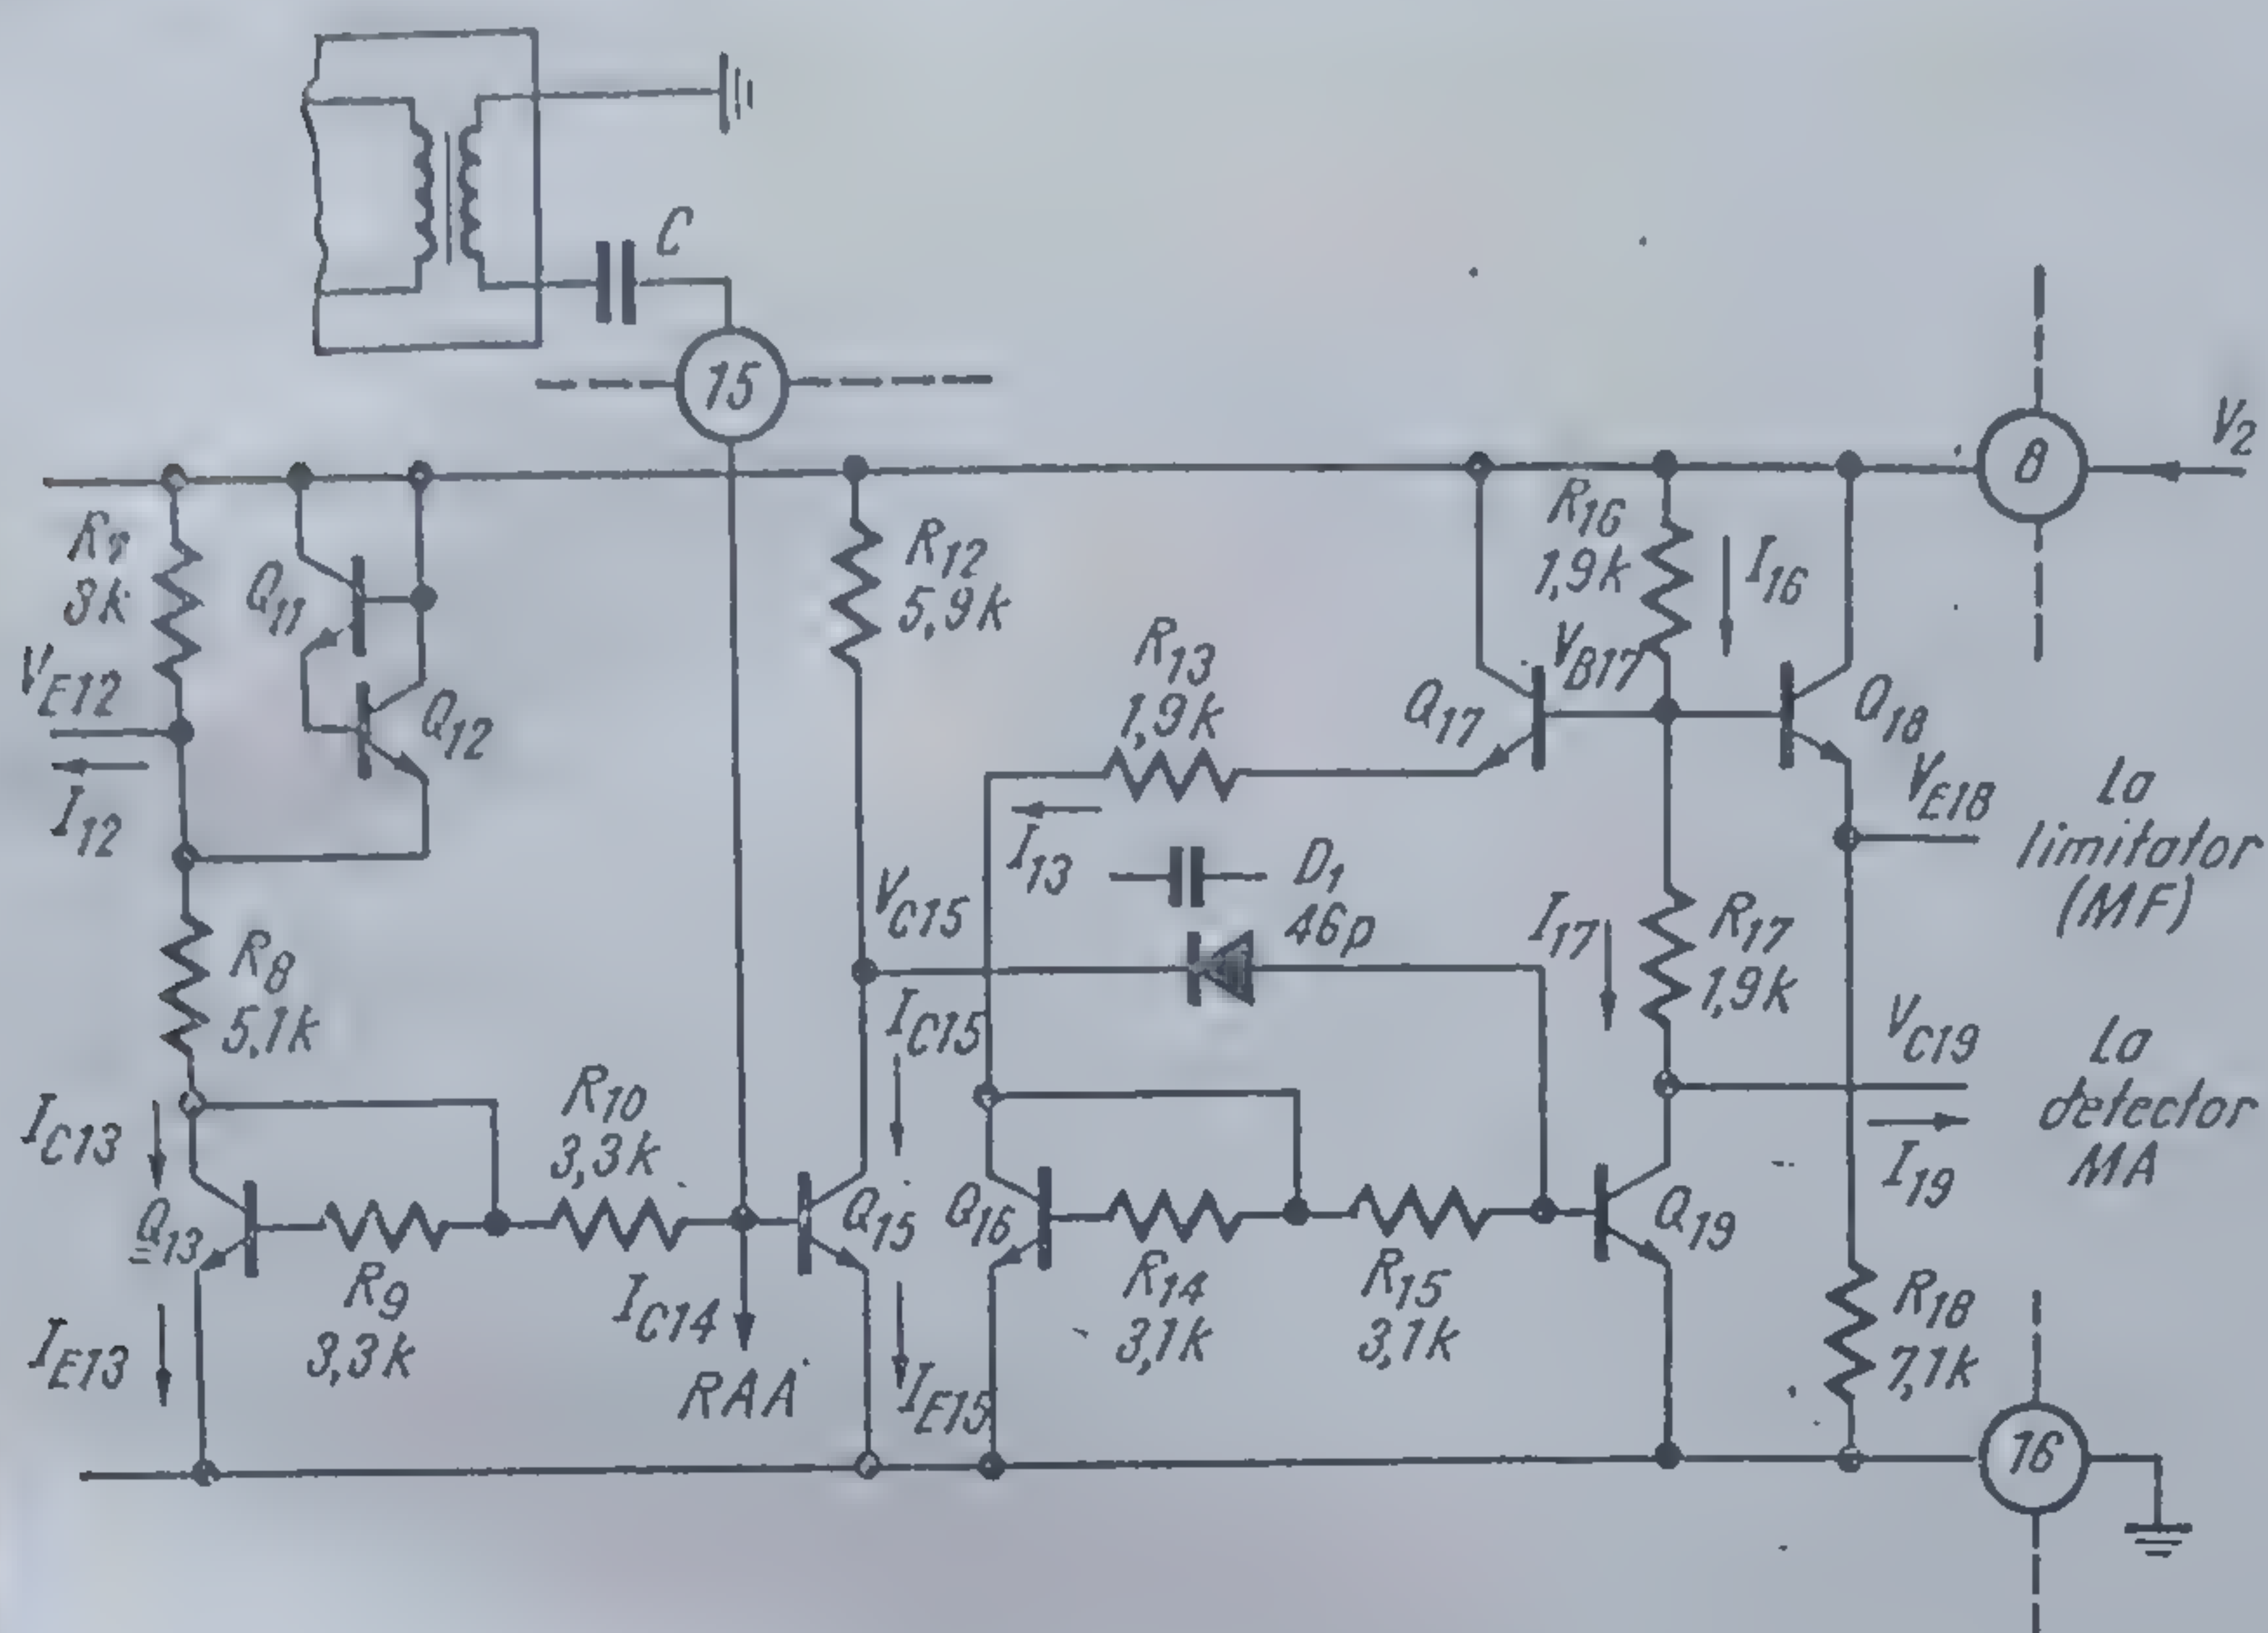 C
15
8
V2
R12
5,9k
R16
1,9k
I16
Q11
VE12
Q12
I12
R13
1,9k
VB17
Q17
Q18
VE18
La
limitator
(MF)
I13
D1
46p
VC15
I17
R17
1,9k
R8
5,1k
IC15
VC19
La
detector
MA
I19
IC13
R10
3,3k
Q13
Q15
Q16
Q19
R9
3,3k
IC14
RAA
R14
3,1k
R15
3,1k
R18
7,1k
IE13
IE15
16